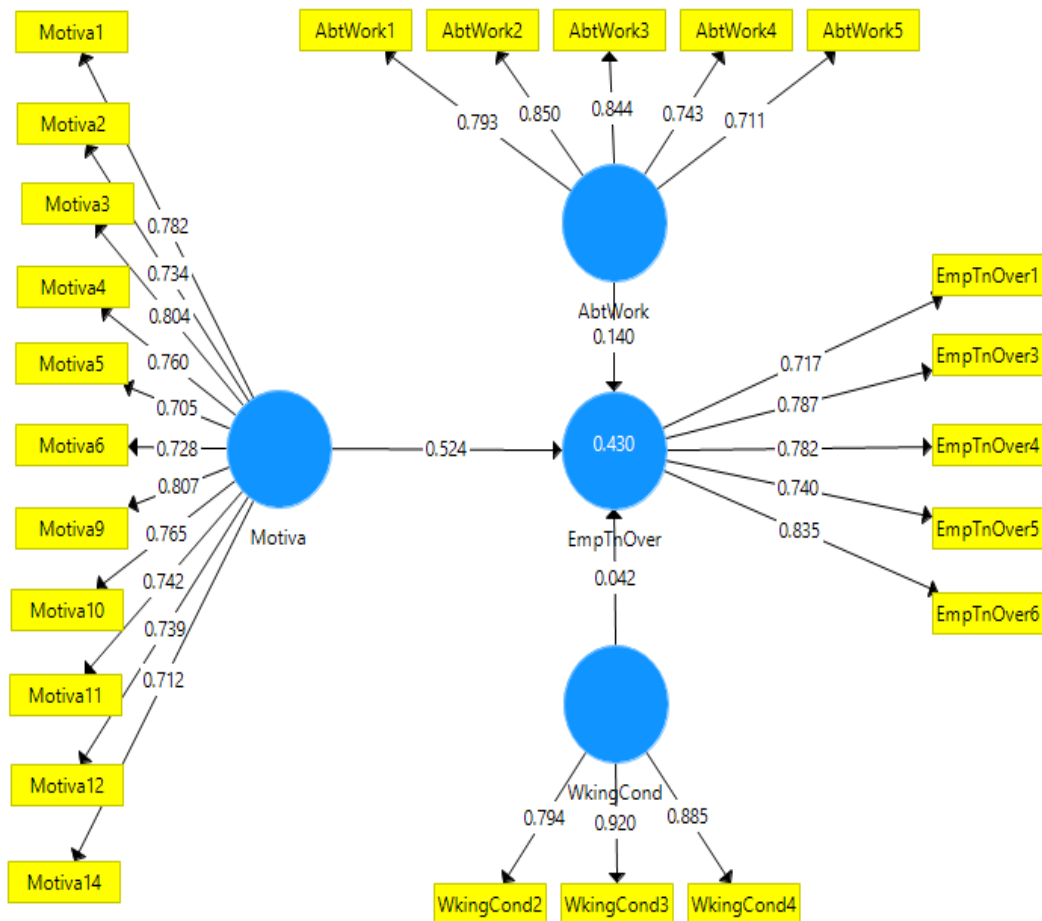 Motiva1
Motiva2
Motiva3
Motiva4
Motiva5
Motiva6
Motiva9
Motiva10
Motiva11
Motiva12
Motiva14
0.782
0.734
0.804
0.760
0.705
0.728
0.807
0.765
0.742
0.739
0.712
Motiva
0.524
AbtWork1
AbtWork2
AbtWork3
AbtWork4
AbtWork5
0.793
0.850
0.844
0.743
0.711
AbtWork
0.140
0.430
EmpTnOver
0.042
WkingCond
0.794
0.920
0.885
WkingCond2
WkingCond3
WkingCond4
0.717
0.787
0.782
0.740
0.835
EmpTnOver1
EmpTnOver3
EmpTnOver4
EmpTnOver5
EmpTnOver6